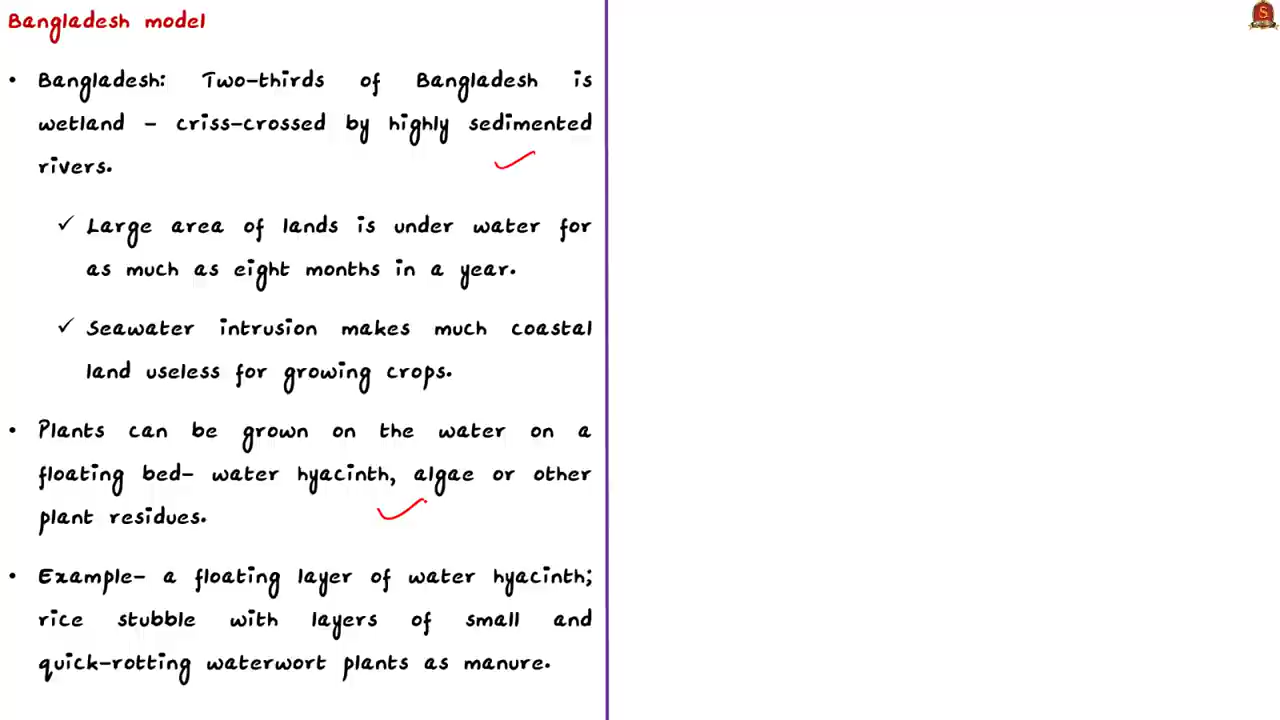 Bangladesh model
• Bangladesh: Two-thirds of Bangladesh is
wetland - criss-crossed by highly sedimented
rivers.
✓ Large area of lands is under water for
as much as eight months in a year.
✓ Seawater intrusion makes much coastal
land useless for growing crops.
• Plants can be grown on the water on a
floating bed- water hyacinth, algae or other
plant residues.
• Example- a floating layer of water hyacinth;
rice stubble with layers of small and
quick-rotting waterwort plants as manure.
S